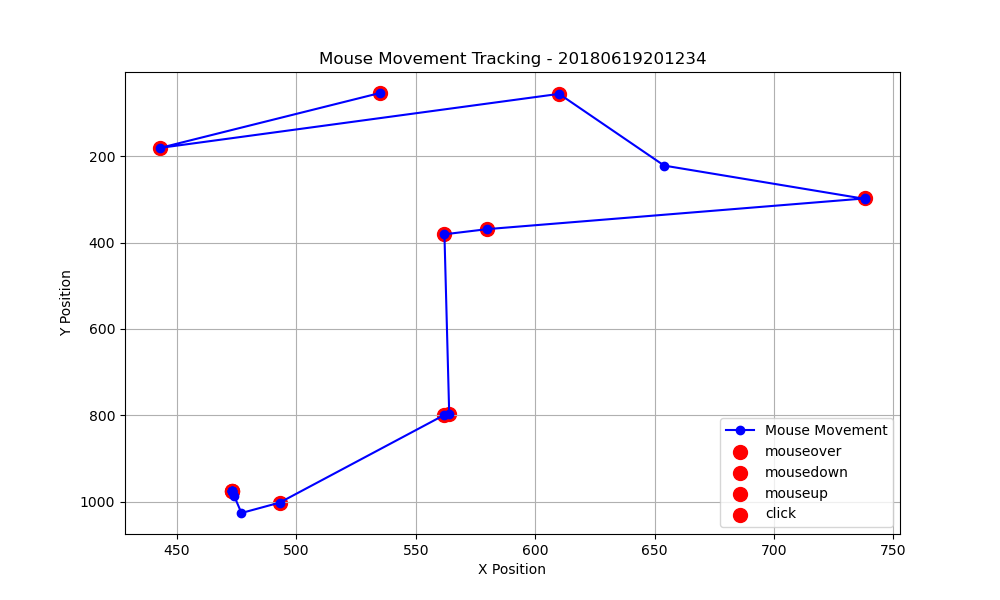 Mouse Movement Tracking - 20180619201234
Y Position
200
400
600
800
1000
450
500
550
600
650
700
750
X Position
Mouse Movement
mouseover
mousedown
mouseup
click